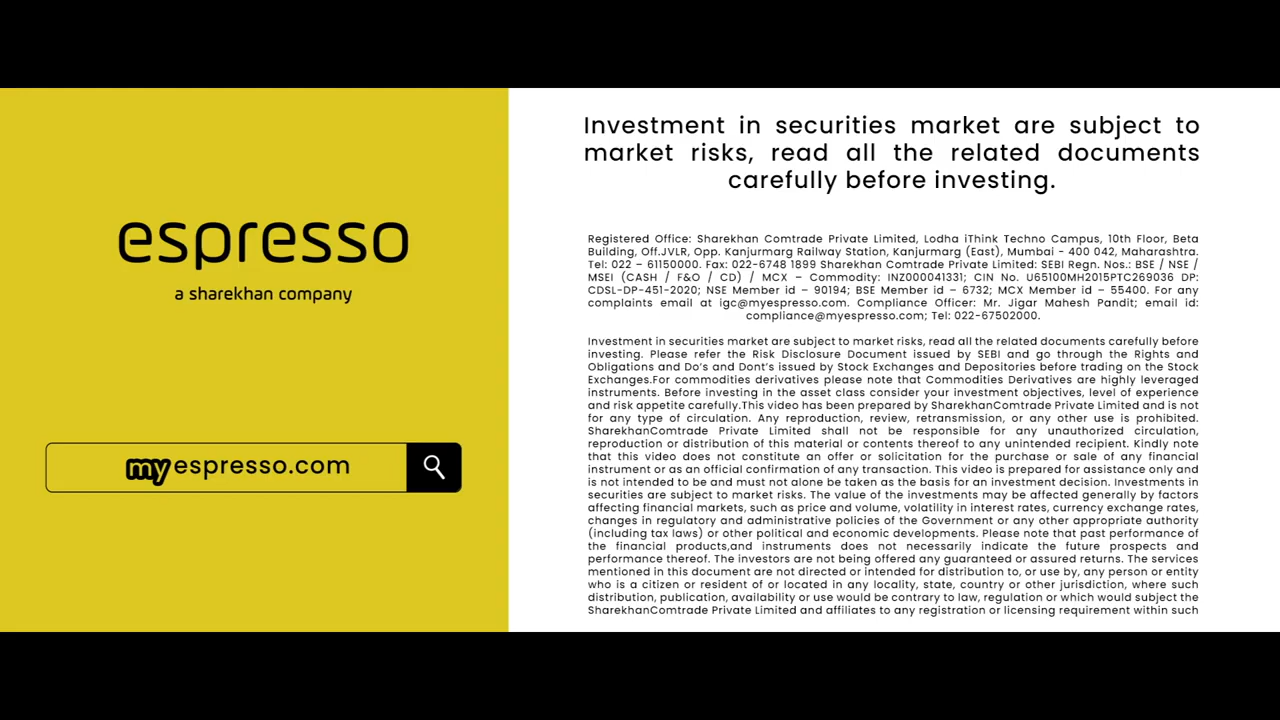 espresso
a sharekhan company
myespresso.com
Investment in securities market are subject to
market risks, read all the related documents
carefully before investing.
Registered Office: Sharekhan Comtrade Private Limited, Lodha iThink Techno Campus, 10th Floor, Beta
Building, Off.JVLR, Opp. Kanjurmarg Railway Station, Kanjurmarg (East), Mumbai - 400 042, Maharashtra.
Tel: 022 – 61150000. Fax: 022-6748 1899 Sharekhan Comtrade Private Limited: SEBI Regn. Nos.: BSE / NSE /
MSEI (CASH / F&O / CD) / MCX – Commodity: INZ000041331; CIN No. U65100MH2015PTC269036 DP:
CDSL-DP-451-2020; NSE Member id – 90194; BSE Member id – 6732; MCX Member id – 55400. For any
complaints email at igc@myespresso.com. Compliance Officer: Mr. Jigar Mahesh Pandit; email id:
compliance@myespresso.com; Tel: 022-67502000.
Investment in securities market are subject to market risks, read all the related documents carefully before
investing. Please refer the Risk Disclosure Document issued by SEBI and go through the Rights and
Obligations and Do's and Dont's issued by Stock Exchanges and Depositories before trading on the Stock
Exchanges.For commodities derivatives please note that Commodities Derivatives are highly leveraged
instruments. Before investing in the asset class consider your investment objectives, level of experience
and risk appetite carefully.This video has been prepared by SharekhanComtrade Private Limited and is not
for any type of circulation. Any reproduction, review, retransmission, or any other use is prohibited.
SharekhanComtrade Private Limited shall not be responsible for any unauthorized circulation,
reproduction or distribution of this material or contents thereof to any unintended recipient. Kindly note
that this video does not constitute an offer or solicitation for the purchase or sale of any financial
instrument or as an official confirmation of any transaction. This video is prepared for assistance only and
is not intended to be and must not alone be taken as the basis for an investment decision. Investments in
securities are subject to market risks. The value of the investments may be affected generally by factors
affecting financial markets, such as price and volume, volatility in interest rates, currency exchange rates,
changes in regulatory and administrative policies of the Government or any other appropriate authority
(including tax laws) or other political and economic developments. Please note that past performance of
the financial products,and instruments does not necessarily indicate the future prospects and
performance thereof. The investors are not being offered any guaranteed or assured returns. The services
mentioned in this document are not directed or intended for distribution to, or use by, any person or entity
who is a citizen or resident of or located in any locality, state, country or other jurisdiction, where such
distribution, publication, availability or use would be contrary to law, regulation or which would subject the
SharekhanComtrade Private Limited and affiliates to any registration or licensing requirement within such